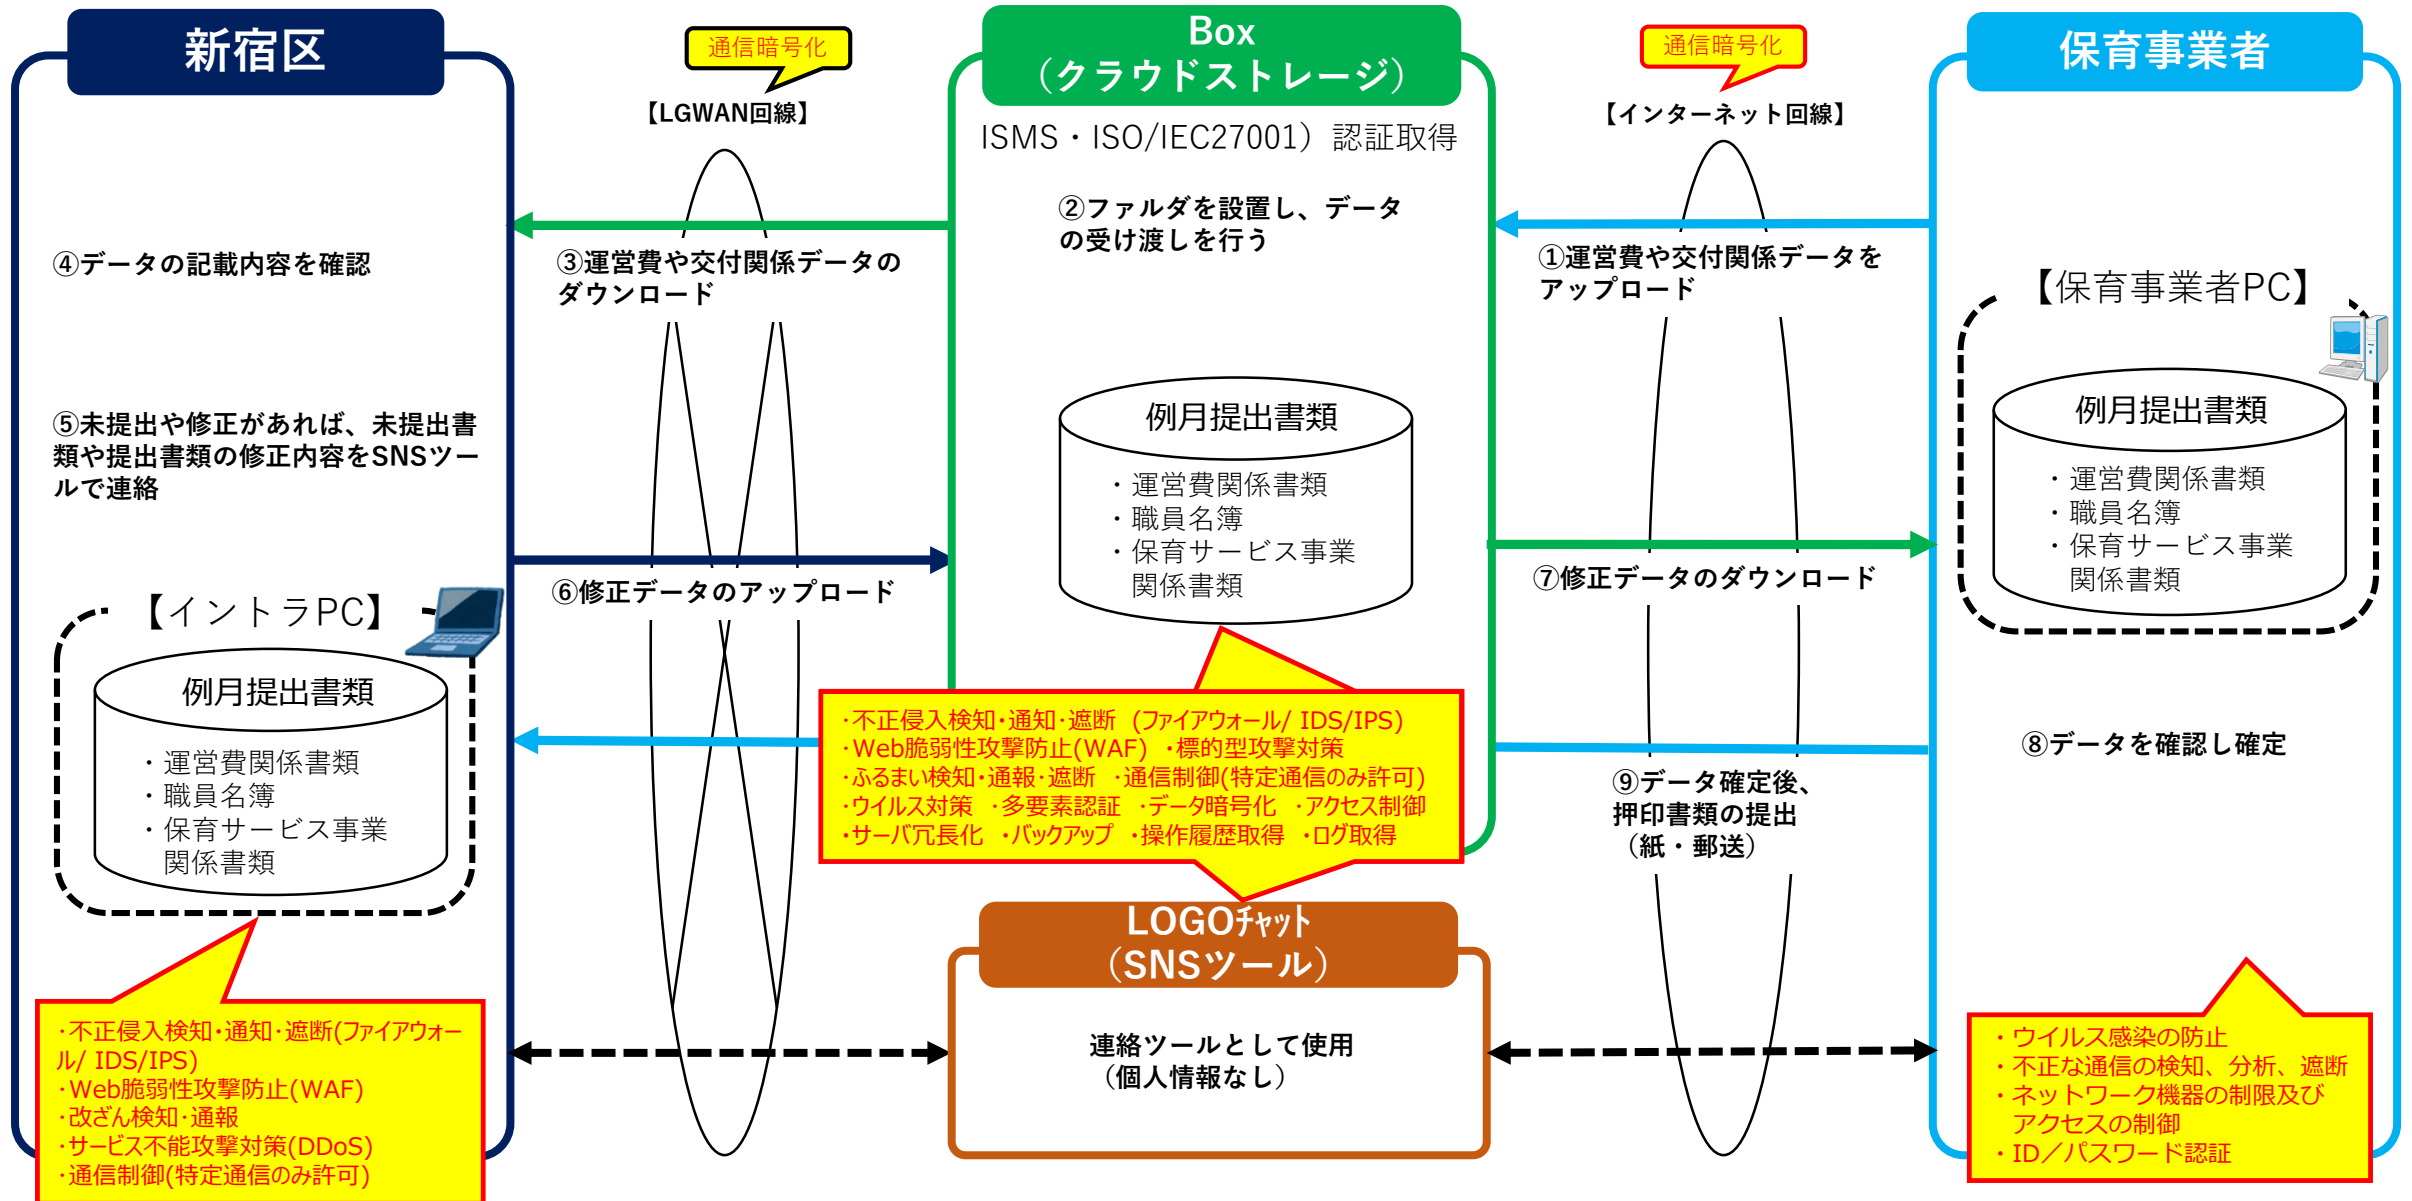 新宿区
④データの記載内容を確認
⑤未提出や修正があれば、未提出書
類や提出書類の修正内容をSNSツー
ルで連絡
【イントラPC】
例月提出書類
・運営費関係書類
・職員名簿
・保育サービス事業
関係書類
・不正侵入検知・通知・遮断(ファイアウォー
ル/ IDS/IPS)
・Web脆弱性攻撃防止(WAF)
・改ざん検知・通報
・サービス不能攻撃対策(DDoS)
・通信制御(特定通信のみ許可)
通信暗号化
【LGWAN回線】
③運営費や交付関係データの
ダウンロード
⑥修正データのアップロード
Box
（クラウドストレージ）
ISMS・ISO/IEC27001）認証取得
②ファルダを設置し、データ
の受け渡しを行う
例月提出書類
・運営費関係書類
・職員名簿
・保育サービス事業
関係書類
・不正侵入検知・通知・遮断 (ファイアウォール/ IDS/IPS)
・Web脆弱性攻撃防止(WAF) ・標的型攻撃対策
・ふるまい検知・通報・遮断 ・通信制御(特定通信のみ許可)
・ウイルス対策 ・多要素認証 ・データ暗号化 ・アクセス制御
・サーバ冗長化 ・バックアップ ・操作履歴取得 ・ログ取得
LOGOチャット
（SNSツール）
連絡ツールとして使用
（個人情報なし）
通信暗号化
【インターネット回線】
①運営費や交付関係データを
アップロード
⑦修正データのダウンロード
⑨データ確定後、
押印書類の提出
（紙・郵送）
保育事業者
【保育事業者PC】
例月提出書類
・運営費関係書類
・職員名簿
・保育サービス事業
関係書類
⑧データを確認し確定
・ウイルス感染の防止
・不正な通信の検知、分析、遮断
・ネットワーク機器の制限及び
アクセスの制御
・ID／パスワード認証